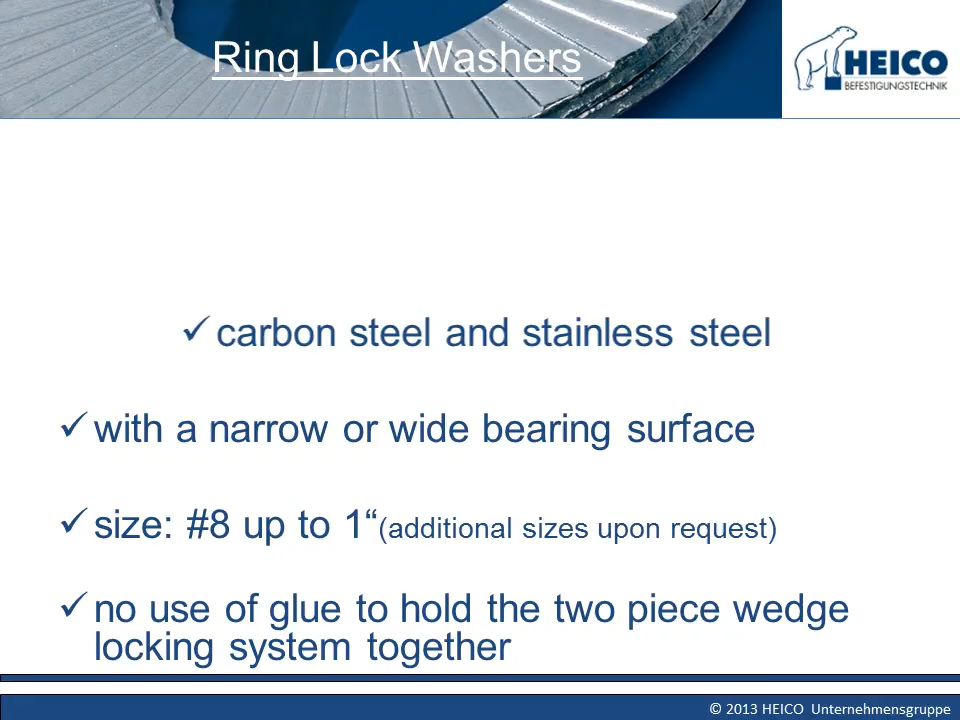 Ring Lock Washers
HEICO
BEFESTIGUNGSTECHNIK
✓ carbon steel and stainless steel
✓ with a narrow or wide bearing surface
✓ size: #8 up to 1“(additional sizes upon request)
✓ no use of glue to hold the two piece wedge
locking system together
© 2013 HEICO Unternehmensgruppe